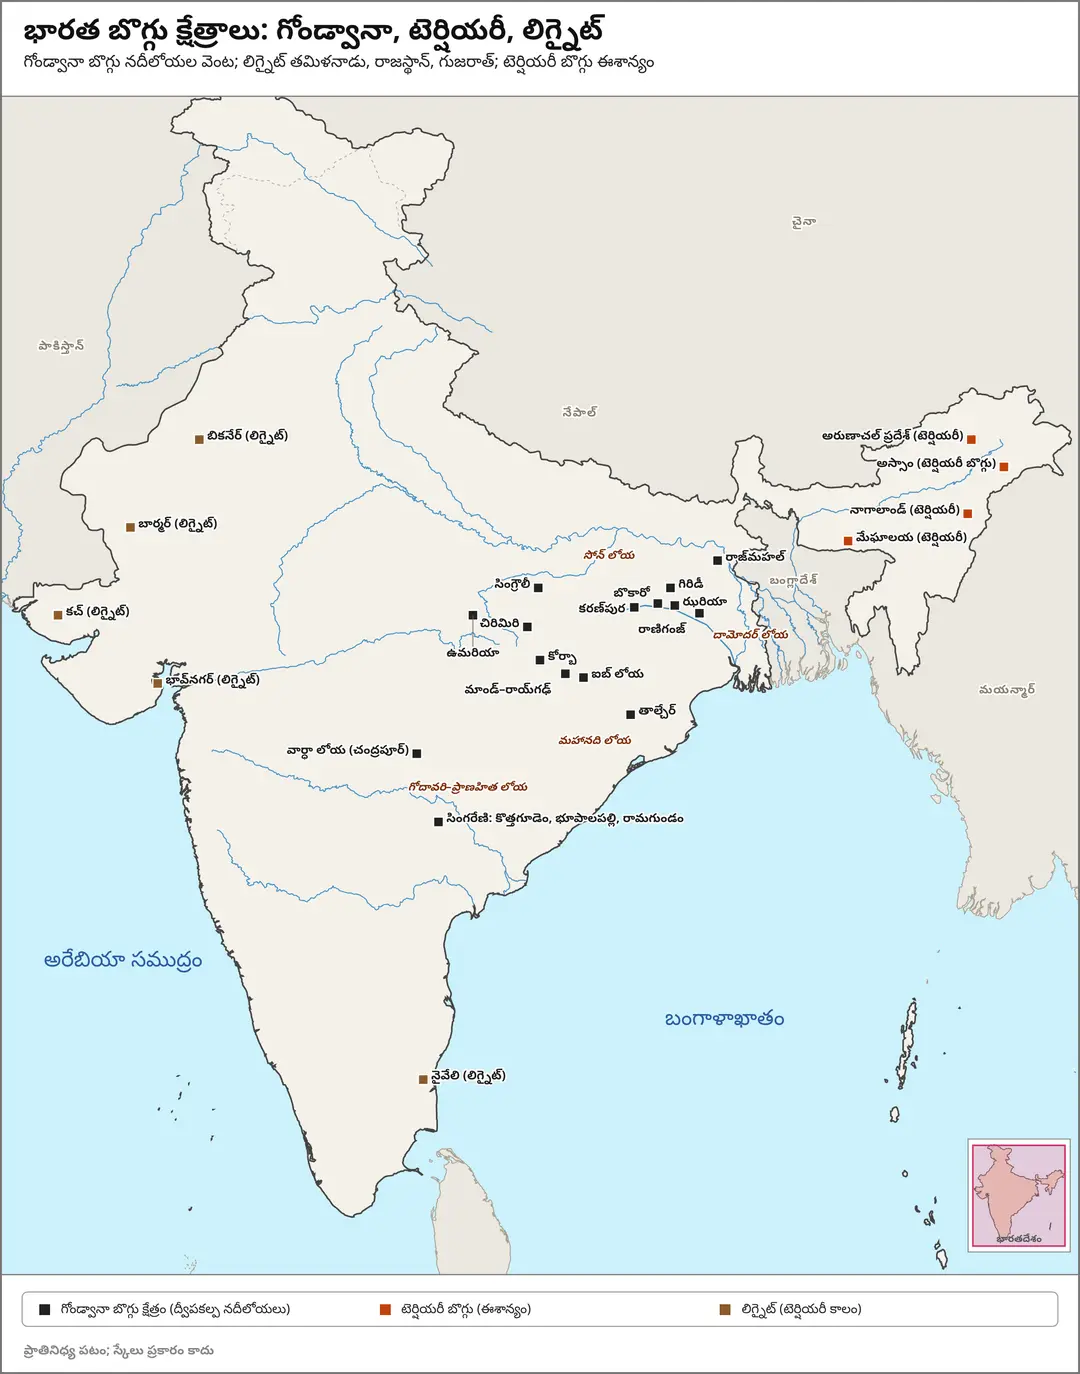 భారత బొగ్గు క్షేత్రాలు: గోండ్వానా, టెర్షియరీ, లిగ్నైట్
గోండ్వానా బొగ్గు నదీలోయల వెంట; లిగ్నైట్ తమిళనాడు, రాజస్థాన్, గుజరాత్; టెర్షియరీ బొగ్గు ఈశాన్యం
చైనా
పాకిస్తాన్
నేపాల్
బికనేర్ (లిగ్నైట్)
అరుణాచల్ ప్రదేశ్ (టెర్షియరీ)
అస్సాం (టెర్షియరీ బొగ్గు)
నాగాలాండ్ (టెర్షియరీ)
బార్మర్ (లిగ్నైట్)
మేఘాలయ (టెర్షియరీ)
సోన్ లోయ
రాజ్‌మహల్
బంగ్లాదేశ్
సింగ్రౌలీ
గిరిడీ
బొకారో
ఝరియా
కరణ్‌పుర
కచ్ (లిగ్నైట్)
చిరిమిరి
రాణిగంజ్
దామోదర్ లోయ
ఉమరియా
కోర్బా
ఐబ్ లోయ
మాండ్-రాయ్‌గఢ్
భావ్‌నగర్ (లిగ్నైట్)
మయన్మార్
తాల్చేర్
మహానది లోయ
వార్ధా లోయ (చంద్రపూర్)
గోదావరి-ప్రాణహిత లోయ
సింగరేణి: కొత్తగూడెం, భూపాలపల్లి, రామగుండం
అరేబియా సముద్రం
బంగాళాఖాతం
నైవేలి (లిగ్నైట్)
భారతదేశం
గోండ్వానా బొగ్గు క్షేత్రం (ద్వీపకల్ప నదీలోయలు)
టెర్షియరీ బొగ్గు (ఈశాన్యం)
లిగ్నైట్ (టెర్షియరీ కాలం)
ప్రాతినిధ్య పటం; స్కేలు ప్రకారం కాదు